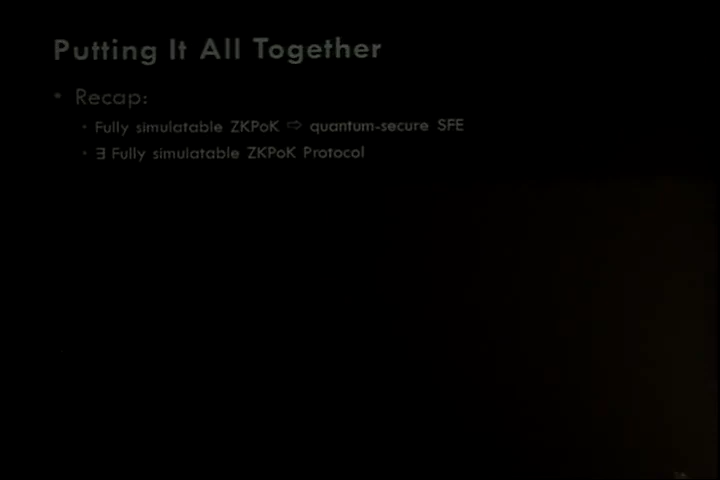 Putting It All Together
• Recap:
• Fully simulatable ZKPoK ⇨ quantum-secure SFE
• ∃ Fully simulatable ZKPoK Protocol